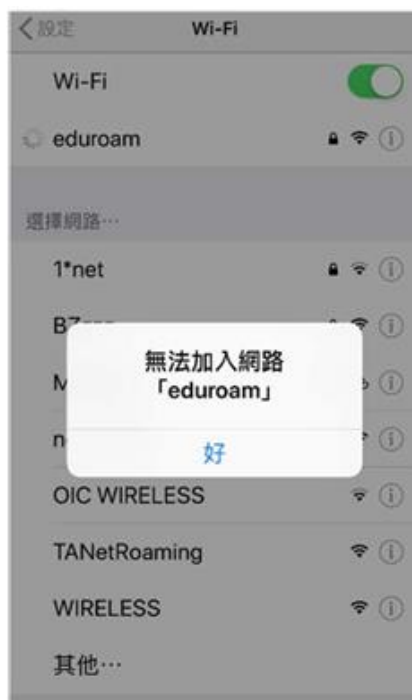 設定
Wi-Fi
Wi-Fi
eduroam
選擇網路…
1*net
無法加入網路
「eduroam」
好
OIC WIRELESS
TANetRoaming
WIRELESS
其他…